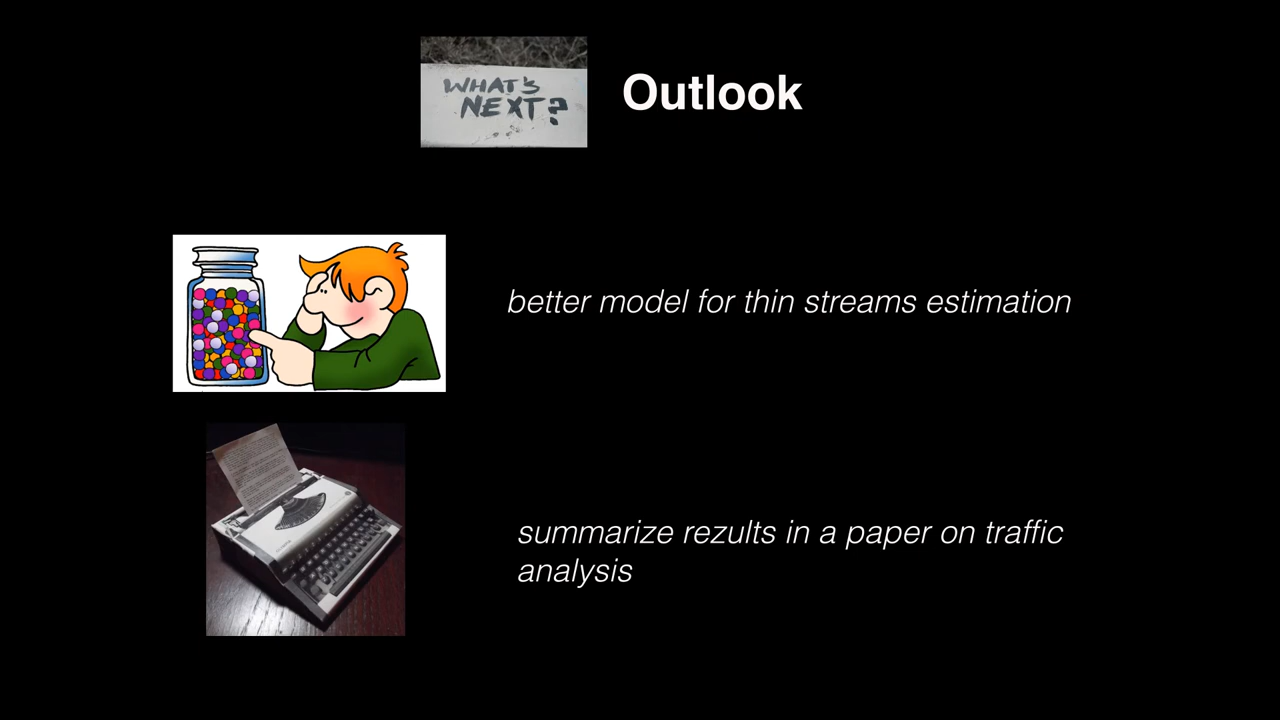 WHAT'S
NEXT?
Outlook
better model for thin streams estimation
summarize rezults in a paper on traffic
analysis